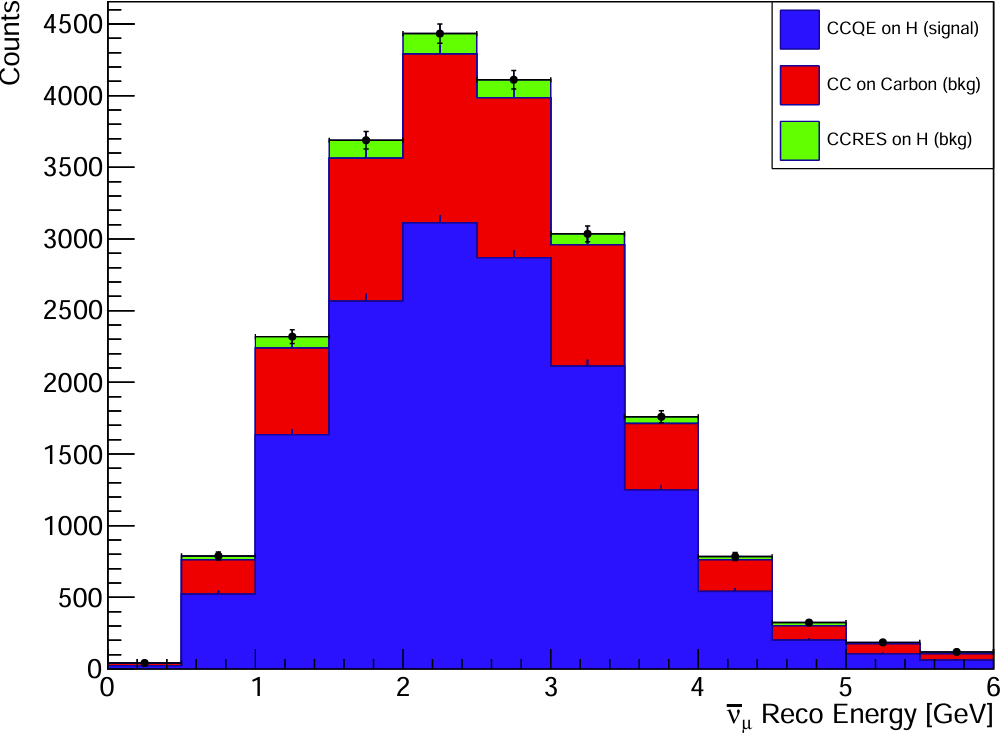 Counts
4500
4000
3500
3000
2500
2000
1500
1000
500
0
0 1 2 3 4 5 6
ν̅μ Reco Energy [GeV]
CCQE on H (signal)
CC on Carbon (bkg)
CCRES on H (bkg)